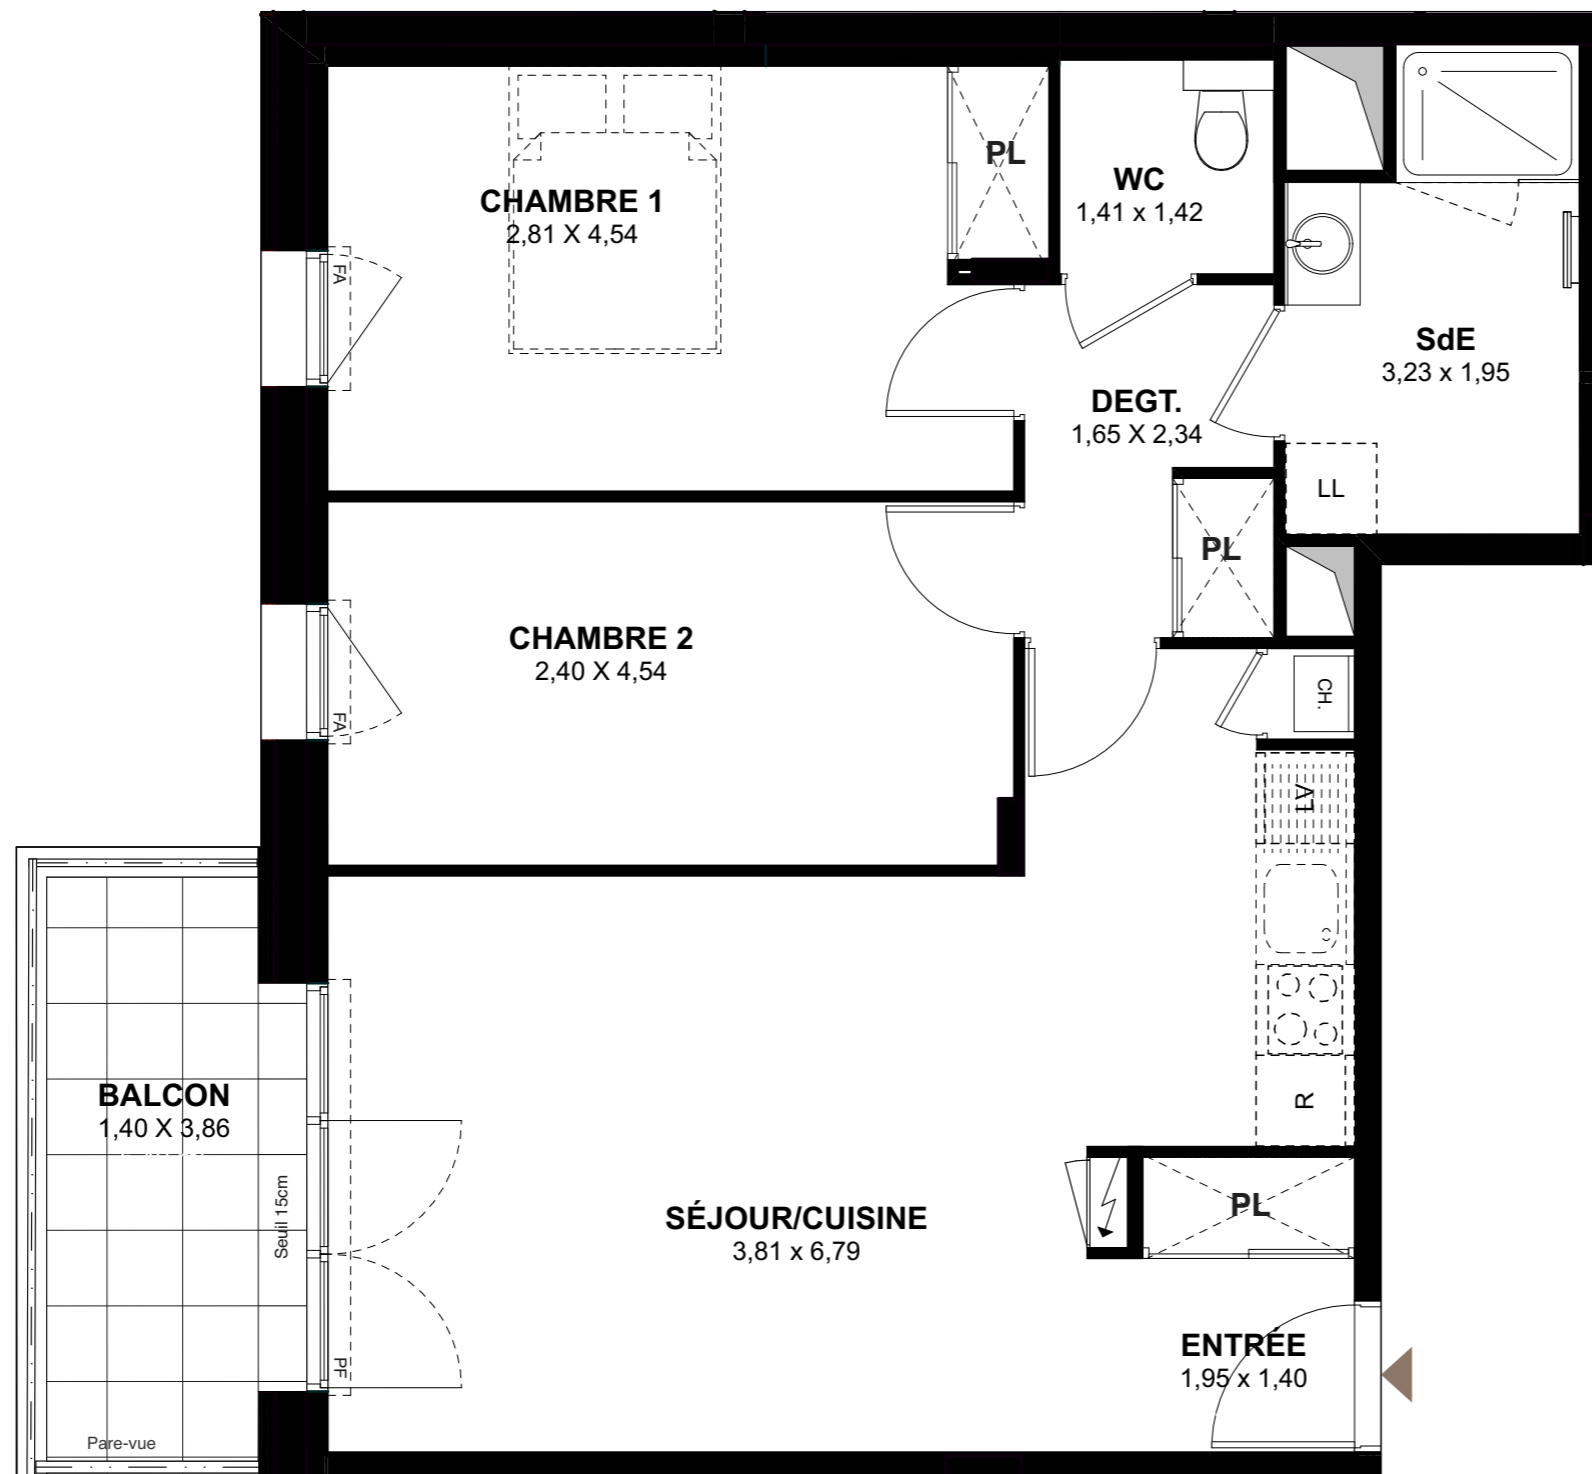 CHAMBRE 1
2,81 X 4,54
PL
WC
1,41 x 1,42
FA
SdE
3,23 x 1,95
DEGT.
1,65 X 2,34
LL
PL
CHAMBRE 2
2,40 X 4,54
FA
CH.
LV
R
BALCON
1,40 X 3,86
Seuil 15cm
SÉJOUR/CUISINE
3,81 x 6,79
PL
PF
ENTRÉE
1,95 x 1,40
Pare-vue